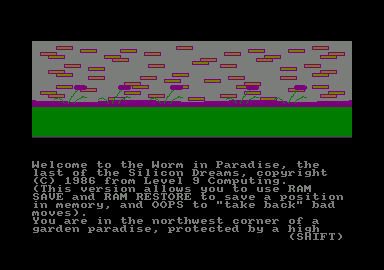 Welcome to the Worm in Paradise, the
last of the Silicon Dreams, copyright
(C) 1986 from Level 9 Computing.
(This version allows you to use RAM
SAVE and RAM RESTORE to save a position
in memory, and OOPS to "take back" bad
moves).
You are in the northwest corner of a
garden paradise, protected by a high
(SHIFT)